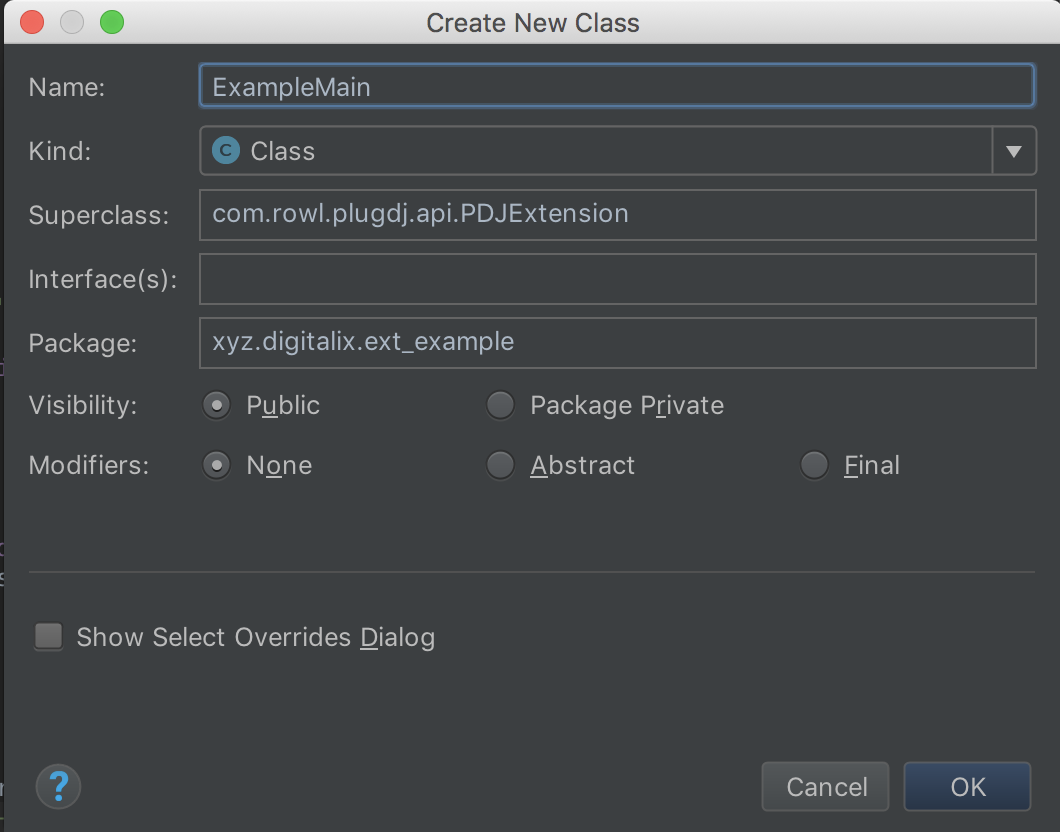 Create New Class
Name: ExampleMain
Kind: C Class
Superclass: com.rowl.plugdj.api.PDJExtension
Interface(s):
Package: xyz.digitalix.ext_example
Visibility: Public Package Private
Modifiers: None Abstract Final
Show Select Overrides Dialog
? Cancel OK